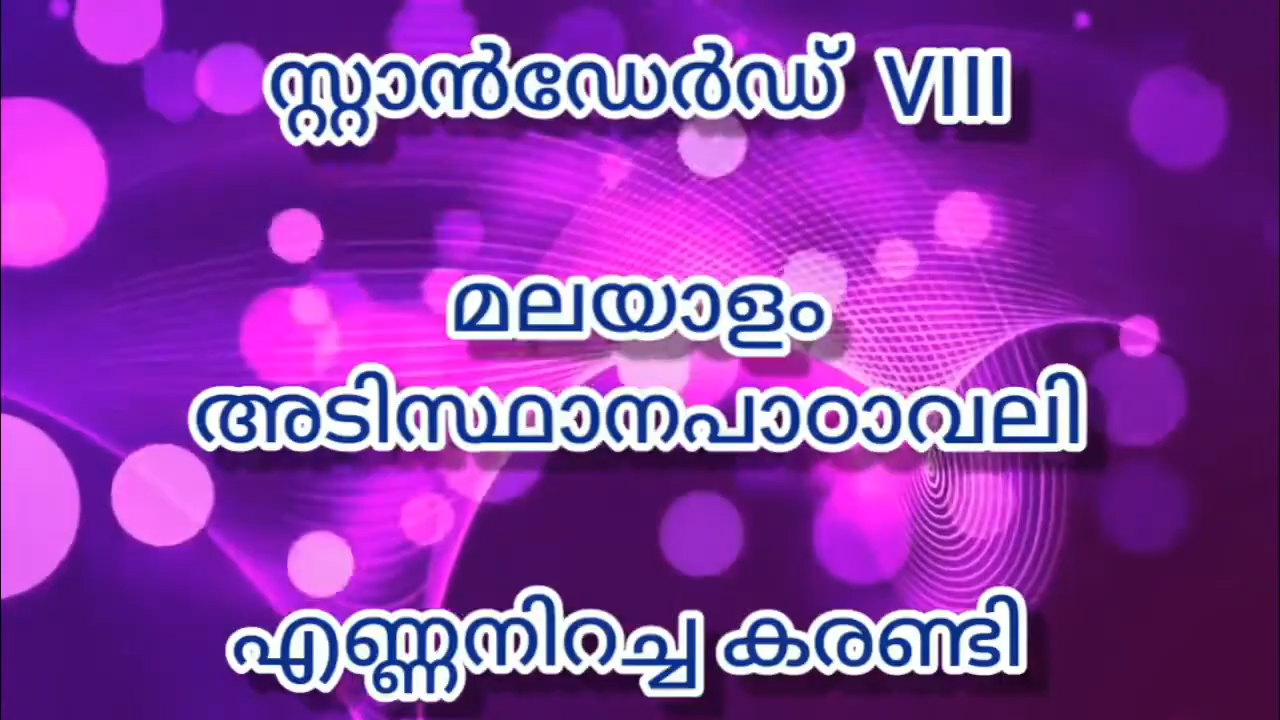 സ്റ്റാൻഡേർഡ് VIII
മലയാളം
അടിസ്ഥാനപാഠാവലി
എണ്ണനിറച്ച കരണ്ടി